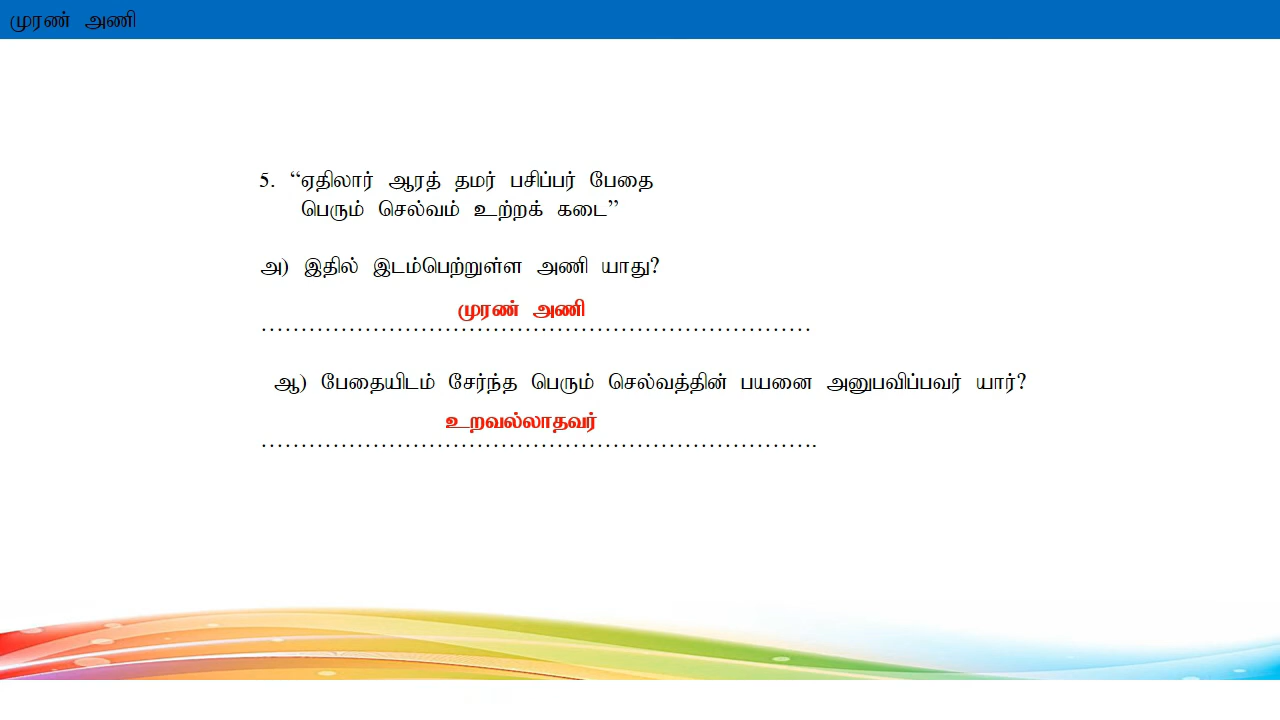 முரண் அணி
5. “ஏதிலார் ஆரத் தமர் பசிப்பர் பேதை
பெரும் செல்வம் உற்றக் கடை”
அ) இதில் இடம்பெற்றுள்ள அணி யாது?
முரண் அணி
……………………………………………………………
ஆ) பேதையிடம் சேர்ந்த பெரும் செல்வத்தின் பயனை அனுபவிப்பவர் யார்?
உறவல்லாதவர்
…………………………………………………………….